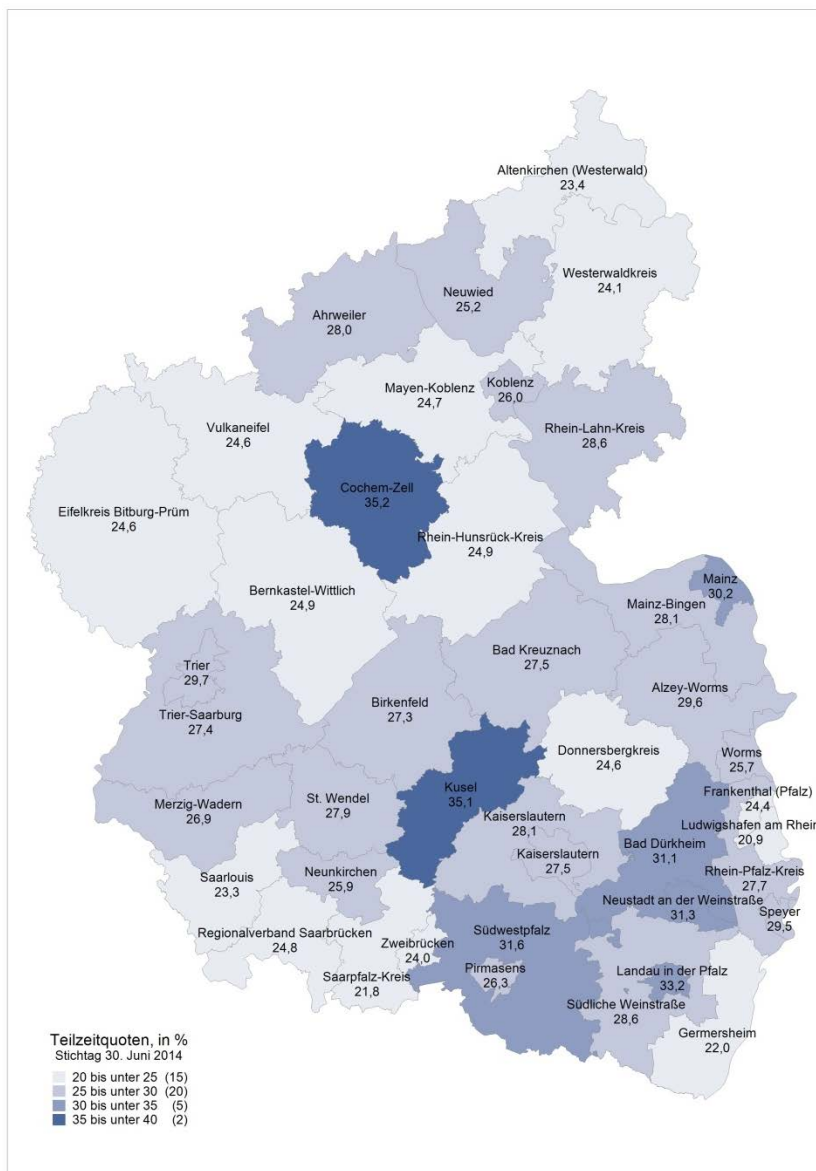 Altenkirchen (Westerwald)
23,4
Westerwaldkreis
24,1
Neuwied
25,2
Ahrweiler
28,0
Mayen-Koblenz
24,7
Koblenz
26,0
Vulkaneifel
24,6
Rhein-Lahn-Kreis
28,6
Cochem-Zell
35,2
Eifelkreis Bitburg-Prüm
24,6
Rhein-Hunsrück-Kreis
24,9
Bernkastel-Wittlich
24,9
Mainz
30,2
Mainz-Bingen
28,1
Bad Kreuznach
27,5
Trier
29,7
Alzey-Worms
29,6
Birkenfeld
27,3
Trier-Saarburg
27,4
Donnersbergkreis
24,6
Worms
25,7
Kusel
35,1
Frankenthal (Pfalz)
24,4
St. Wendel
27,9
Merzig-Wadern
26,9
Kaiserslautern
28,1
Ludwigshafen am Rhein
20,9
Kaiserslautern
27,5
Bad Dürkheim
31,1
Rhein-Pfalz-Kreis
27,7
Neunkirchen
25,9
Saarlouis
23,3
Neustadt an der Weinstraße
31,3
Speyer
29,5
Regionalverband Saarbrücken
24,8
Südwestpfalz
31,6
Zweibrücken
24,0
Pirmasens
26,3
Saarpfalz-Kreis
21,8
Landau in der Pfalz
33,2
Südliche Weinstraße
28,6
Germersheim
22,0
Teilzeitquoten, in %
Stichtag 30. Juni 2014
20 bis unter 25 (15)
25 bis unter 30 (20)
30 bis unter 35 (5)
35 bis unter 40 (2)